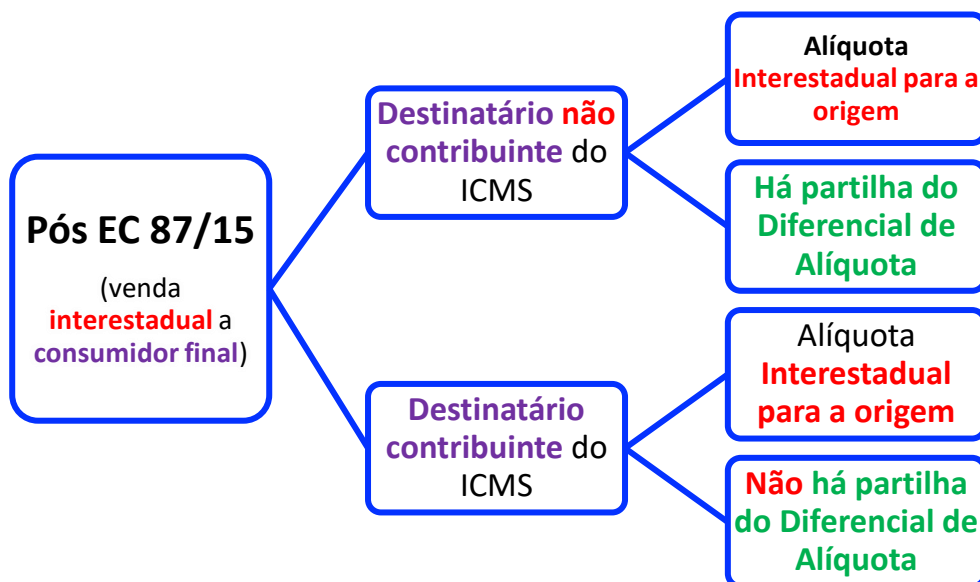 Pós EC 87/15
(venda
interestadual a
consumidor final)
Destinatário não
contribuinte do
ICMS
Alíquota
Interestadual para a
origem
Há partilha do
Diferencial de
Alíquota
Destinatário
contribuinte do
ICMS
Alíquota
Interestadual
para a origem
Não há partilha
do Diferencial de
Alíquota